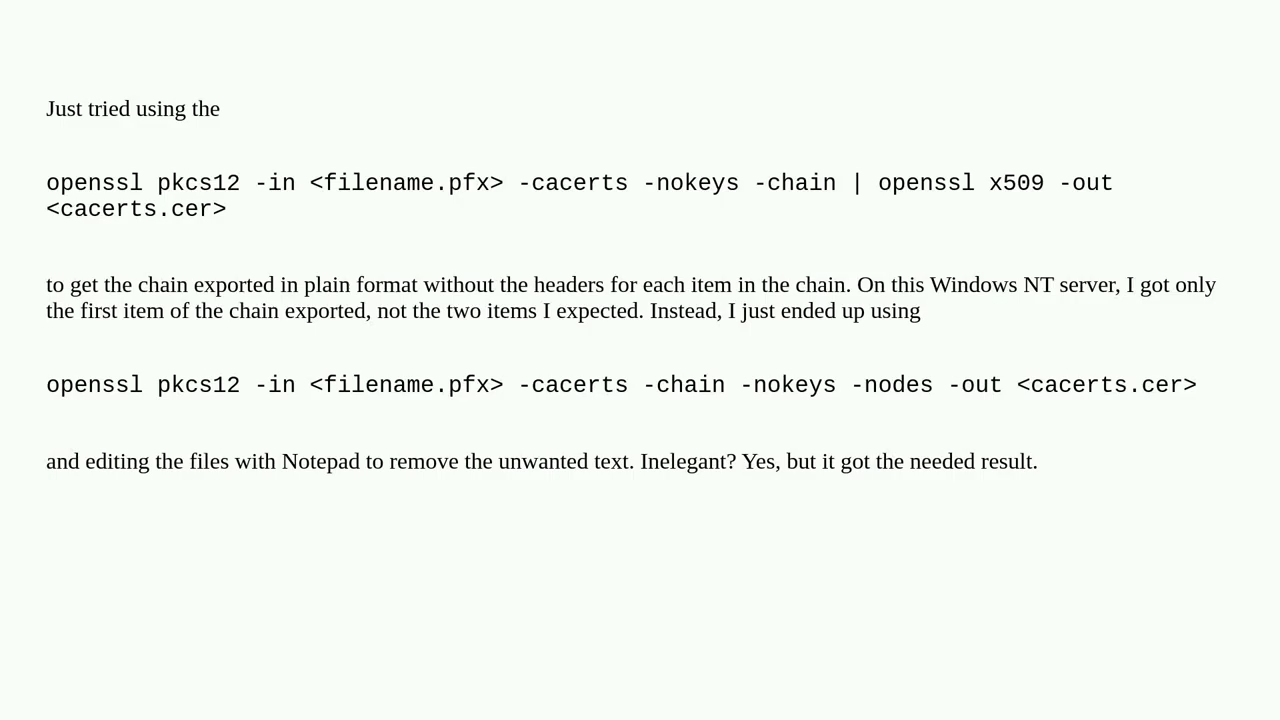 Just tried using the
openssl pkcs12 -in <filename.pfx> -cacerts -nokeys -chain | openssl x509 -out
<cacerts.cer>
to get the chain exported in plain format without the headers for each item in the chain. On this Windows NT server, I got only
the first item of the chain exported, not the two items I expected. Instead, I just ended up using
openssl pkcs12 -in <filename.pfx> -cacerts -chain -nokeys -nodes -out <cacerts.cer>
and editing the files with Notepad to remove the unwanted text. Inelegant? Yes, but it got the needed result.